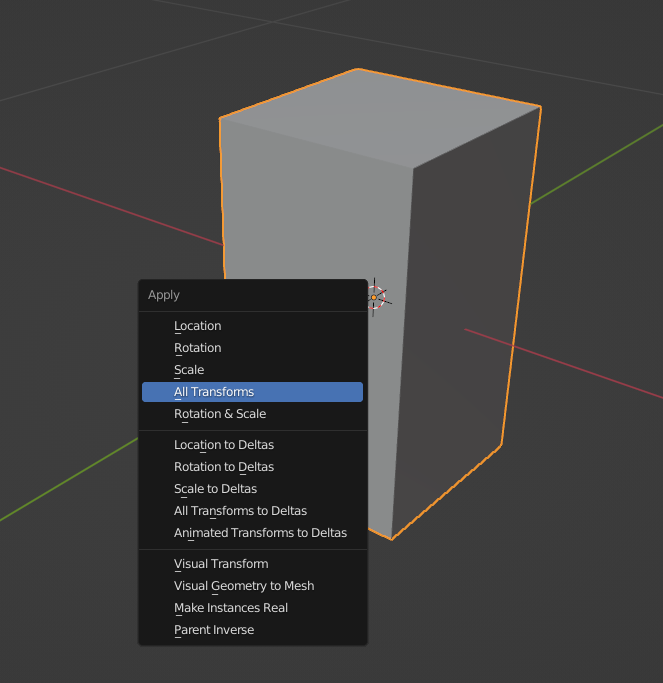 Apply
Location
Rotation
Scale
All Transforms
Rotation & Scale
Location to Deltas
Rotation to Deltas
Scale to Deltas
All Transforms to Deltas
Animated Transforms to Deltas
Visual Transform
Visual Geometry to Mesh
Make Instances Real
Parent Inverse